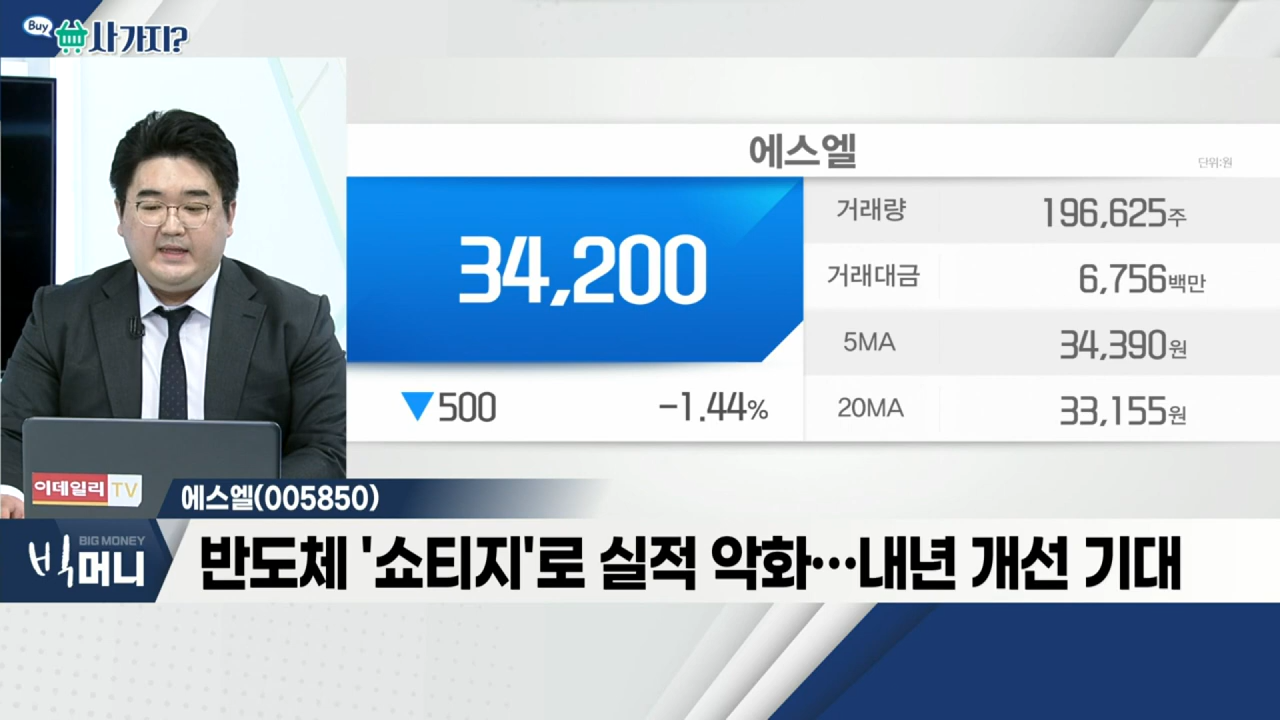 Buy
사가지?
에스엘
단위:원
34,200
▼500 -1.44%
거래량 196,625주
거래대금 6,756백만
5MA 34,390원
20MA 33,155원
이데일리TV
에스엘(005850)
BIG MONEY
빅머니
반도체 '쇼티지'로 실적 악화…내년 개선 기대